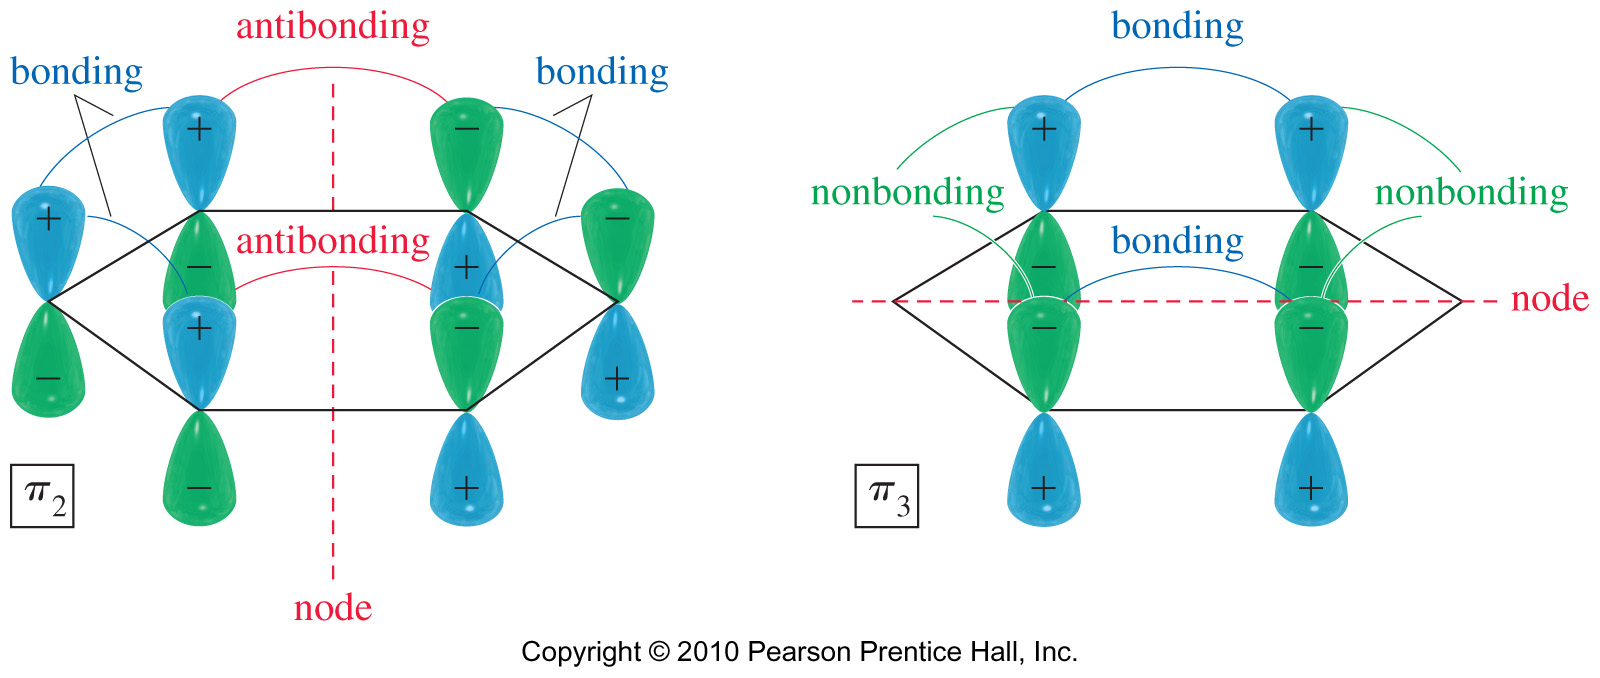 antibonding
bonding
bonding
+
−
+
−
−
antibonding
+
+
−
−
+
−
+
π2
node
bonding
+
+
nonbonding
nonbonding
bonding
−
−
node
−
−
+
+
π3
Copyright © 2010 Pearson Prentice Hall, Inc.